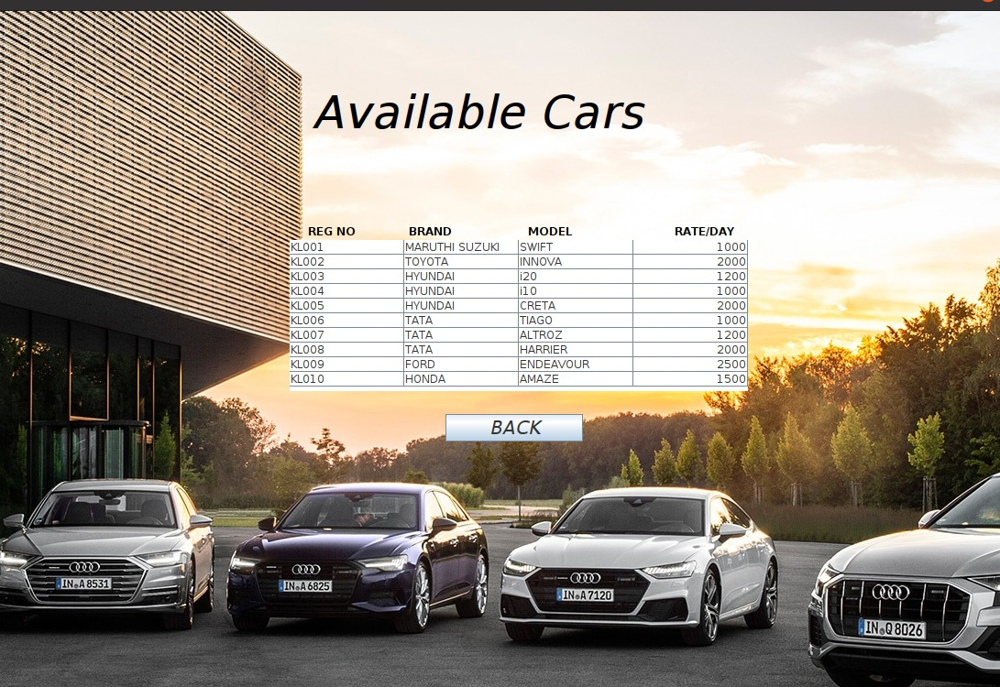 Available Cars
REG NO BRAND MODEL RATE/DAY
KL001 MARUTHI SUZUKI SWIFT 1000
KL002 TOYOTA INNOVA 2000
KL003 HYUNDAI i20 1200
KL004 HYUNDAI i10 1000
KL005 HYUNDAI CRETA 2000
KL006 TATA TIAGO 1000
KL007 TATA ALTROZ 1200
KL008 TATA HARRIER 2000
KL009 FORD ENDEAVOUR 2500
KL010 HONDA AMAZE 1500
BACK
IN A 8531
IN A 6825
IN A 7120
IN Q 8026